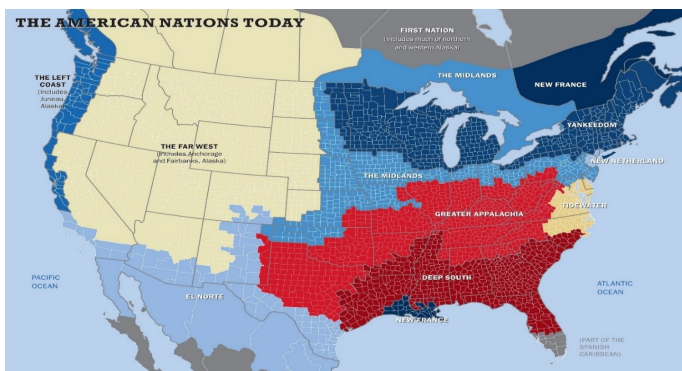 THE AMERICAN NATIONS TODAY
FIRST NATION
(includes much of northern
and western Alaska)
THE LEFT
COAST
(includes
Juneau,
Alaska)
THE MIDLANDS
NEW FRANCE
YANKEEDOM
THE FAR WEST
(includes Anchorage
and Fairbanks, Alaska)
NEW NETHERLAND
THE MIDLANDS
TIDEWATER
GREATER APPALACHIA
PACIFIC
OCEAN
DEEP SOUTH
ATLANTIC
OCEAN
EL NORTE
NEW FRANCE
(PART OF THE
SPANISH
CARIBBEAN)